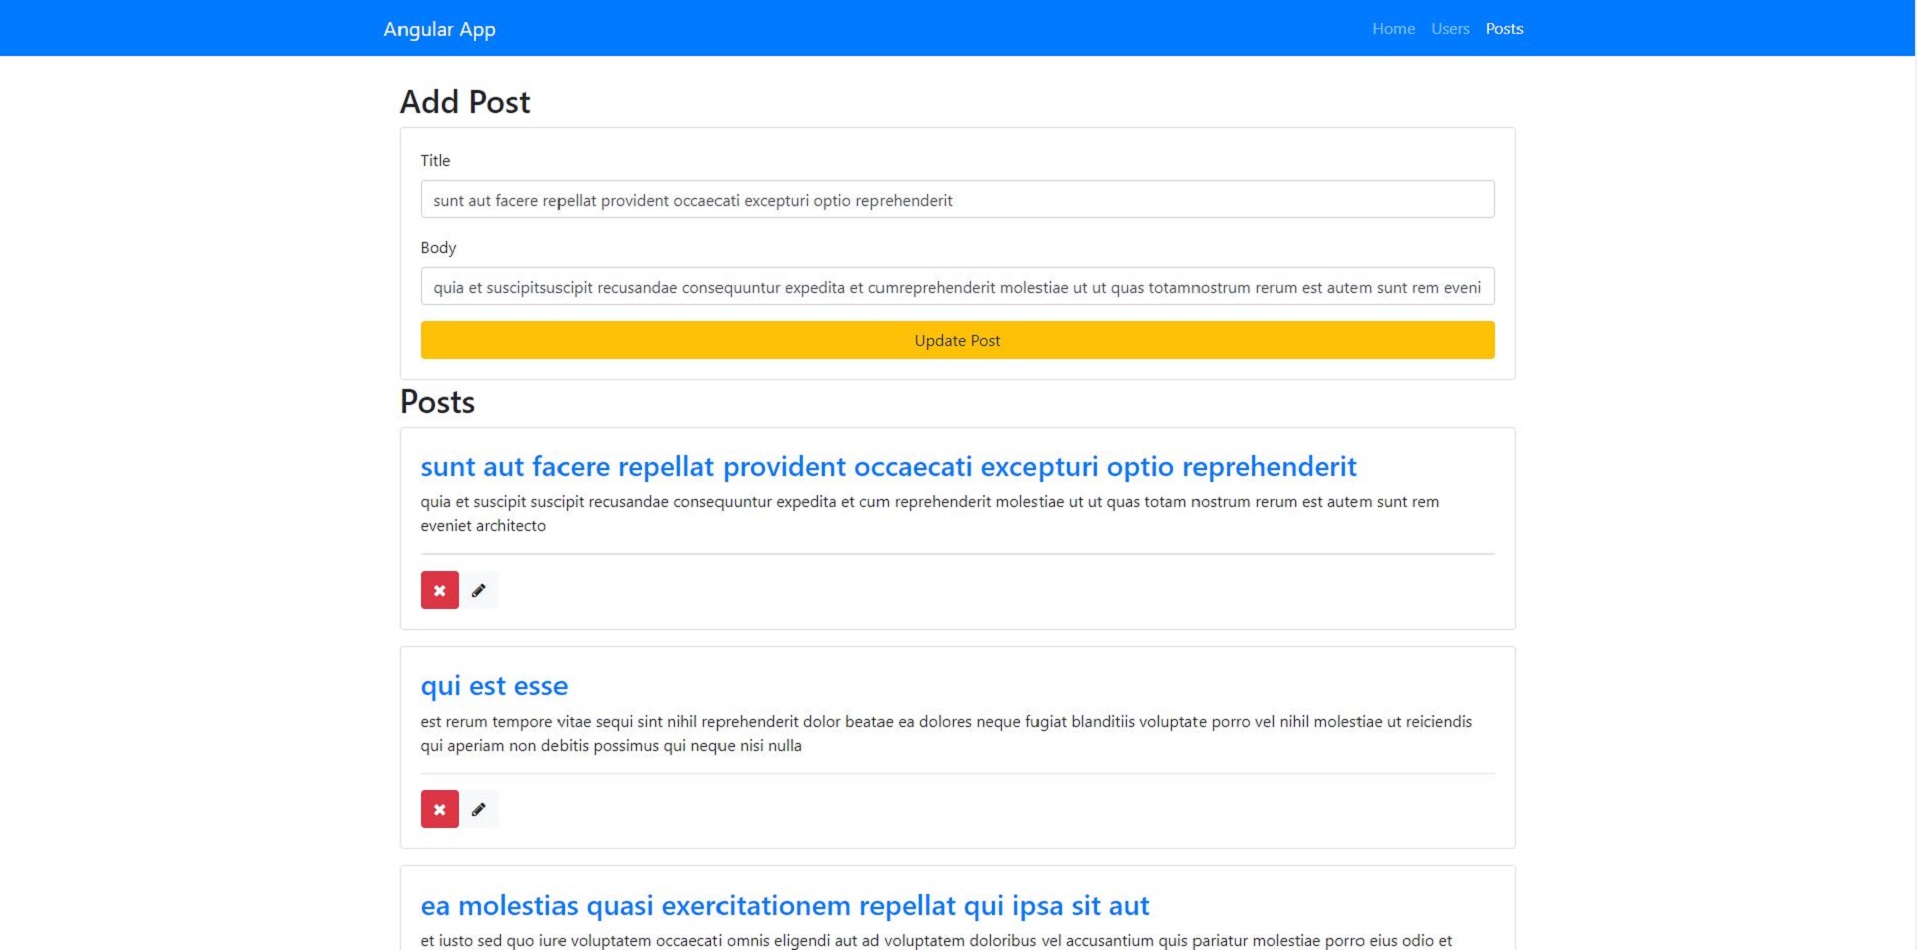 Angular App
Home Users Posts
Add Post
Title
sunt aut facere repellat provident occaecati excepturi optio reprehenderit
Body
quia et suscipitsuscipit recusandae consequuntur expedita et cumreprehenderit molestiae ut ut quas totamnostrum rerum est autem sunt rem eveni
Update Post
Posts
sunt aut facere repellat provident occaecati excepturi optio reprehenderit
quia et suscipit suscipit recusandae consequuntur expedita et cum reprehenderit molestiae ut ut quas totam nostrum rerum est autem sunt rem
eveniet architecto
qui est esse
est rerum tempore vitae sequi sint nihil reprehenderit dolor beatae ea dolores neque fugiat blanditiis voluptate porro vel nihil molestiae ut reiciendis
qui aperiam non debitis possimus qui neque nisi nulla
ea molestias quasi exercitationem repellat qui ipsa sit aut
et iusto sed quo iure voluptatem occaecati omnis eligendi aut ad voluptatem doloribus vel accusantium quis pariatur molestiae porro eius odio et